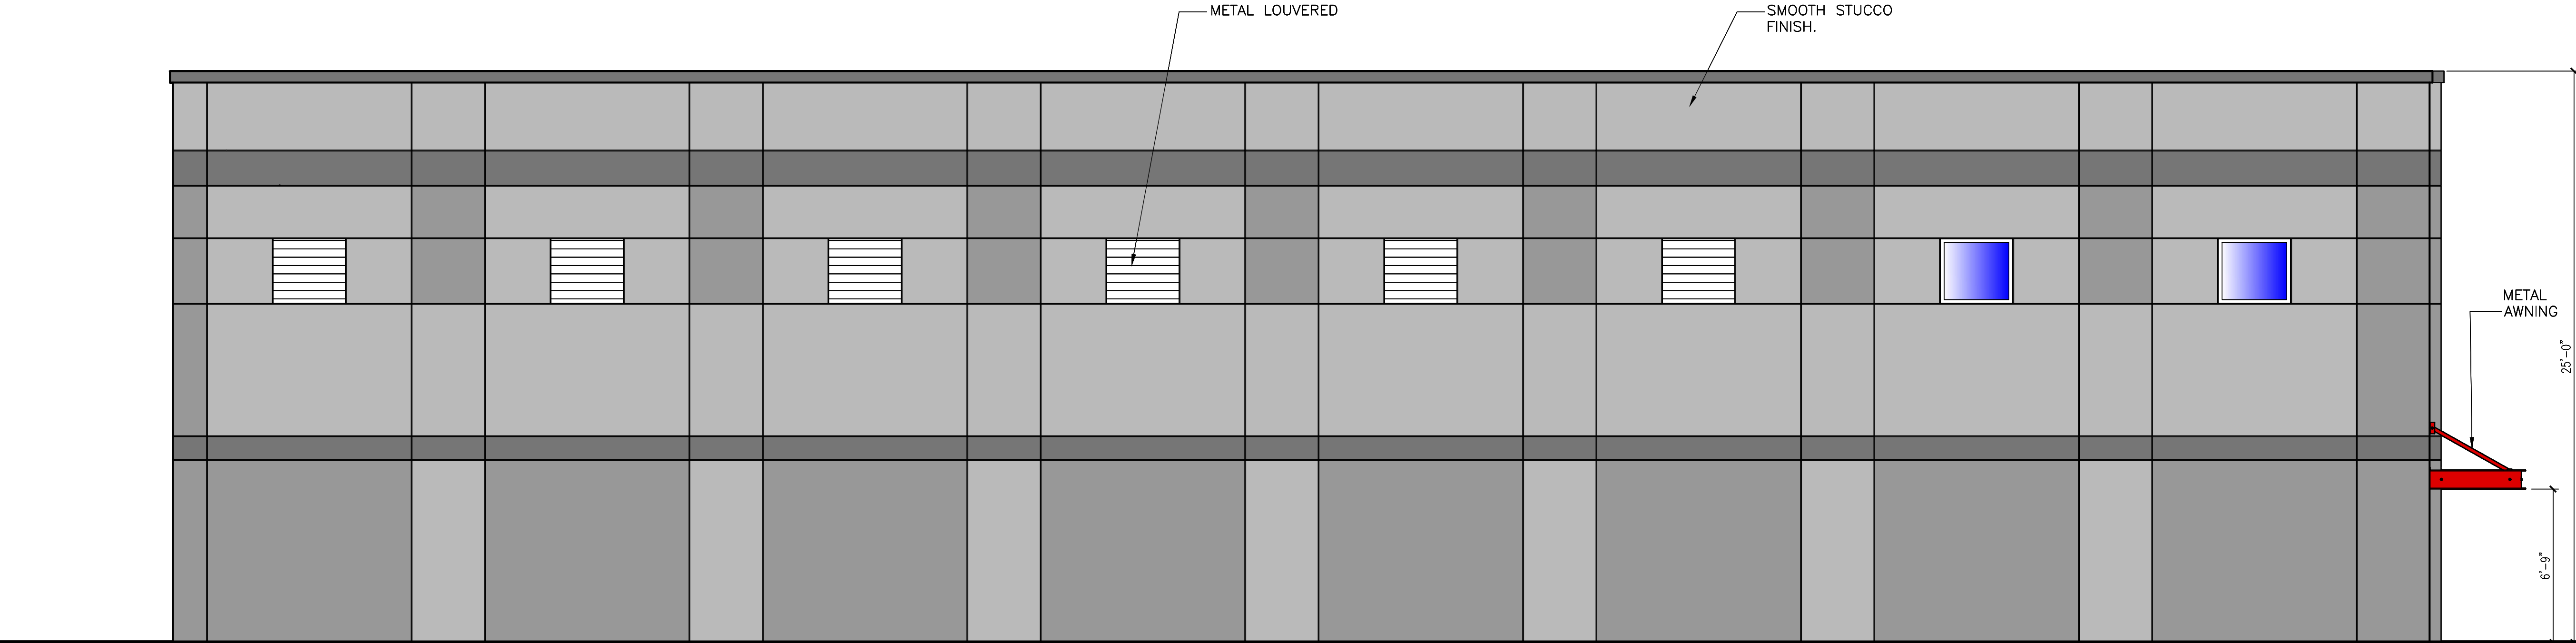 METAL LOUVERED
SMOOTH STUCCO
FINISH.
METAL
AWNING
25'-0"
6'-9"